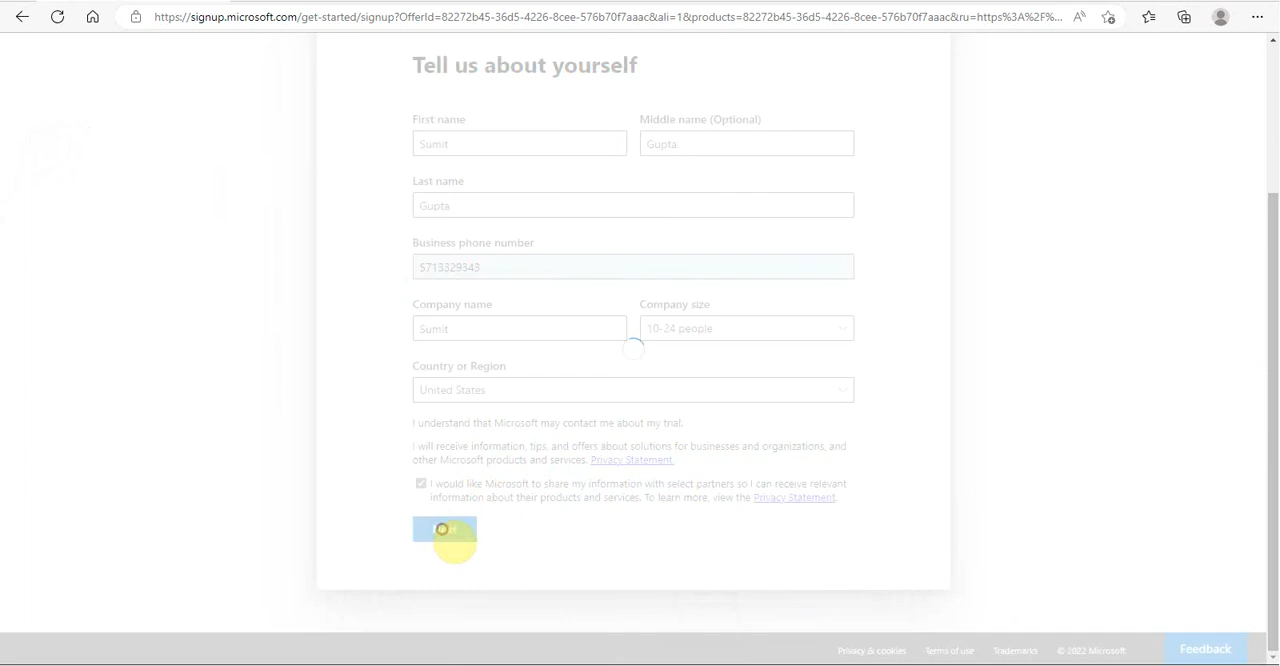 https://signup.microsoft.com/get-started/signup?OfferId=82272b45-36d5-4226-8cee-576b70f7aaac&ali=1&products=82272b45-36d5-4226-8cee-576b70f7aaac&ru=https%3A%2F%...
Tell us about yourself
First name Middle name (Optional)
Sumit Gupta
Last name
Gupta
Business phone number
5713329343
Company name Company size
Sumit 10-24 people
Country or Region
United States
I understand that Microsoft may contact me about my trial.
I will receive information, tips, and offers about solutions for businesses and organizations, and
other Microsoft products and services. Privacy Statement.
I would like Microsoft to share my information with select partners so I can receive relevant
information about their products and services. To learn more, view the Privacy Statement.
Privacy & cookies Terms of use Trademarks © 2022 Microsoft Feedback